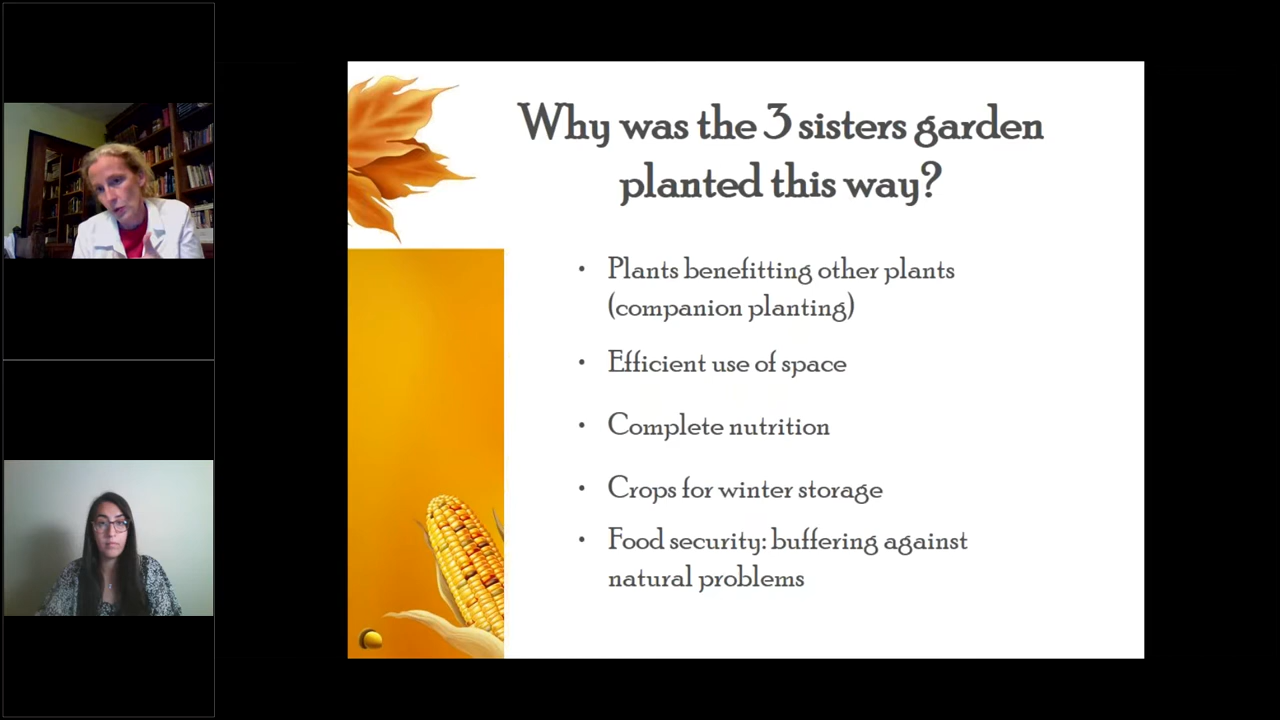 Why was the 3 sisters garden
planted this way?
• Plants benefitting other plants
(companion planting)
• Efficient use of space
• Complete nutrition
• Crops for winter storage
• Food security: buffering against
natural problems